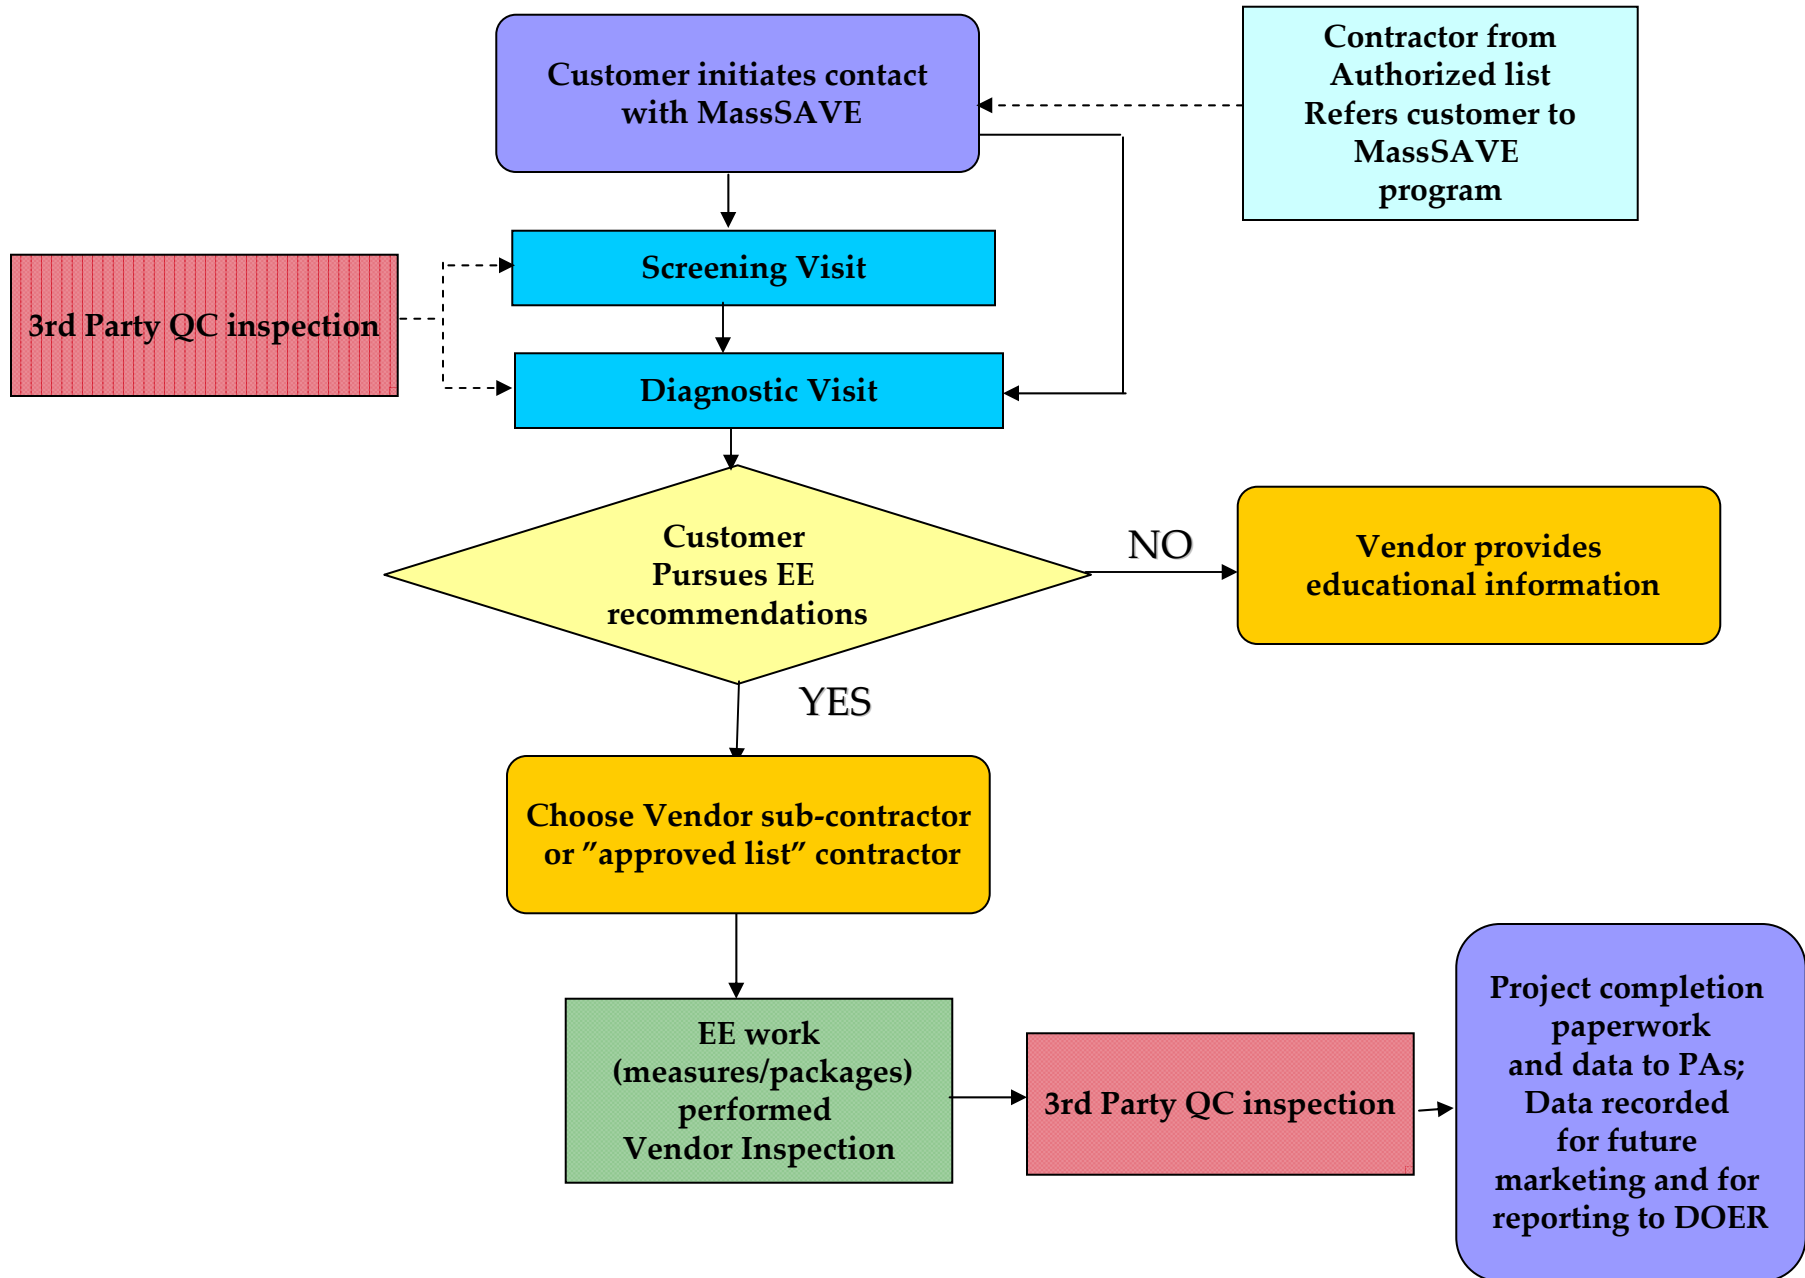 Customer initiates contact
with MassSAVE
Contractor from
Authorized list
Refers customer to
MassSAVE
program
Screening Visit
3rd Party QC inspection
Diagnostic Visit
Customer
Pursues EE
recommendations
NO
Vendor provides
educational information
YES
Choose Vendor sub-contractor
or ”approved list” contractor
EE work
(measures/packages)
performed
Vendor Inspection
3rd Party QC inspection
Project completion
paperwork
and data to PAs;
Data recorded
for future
marketing and for
reporting to DOER